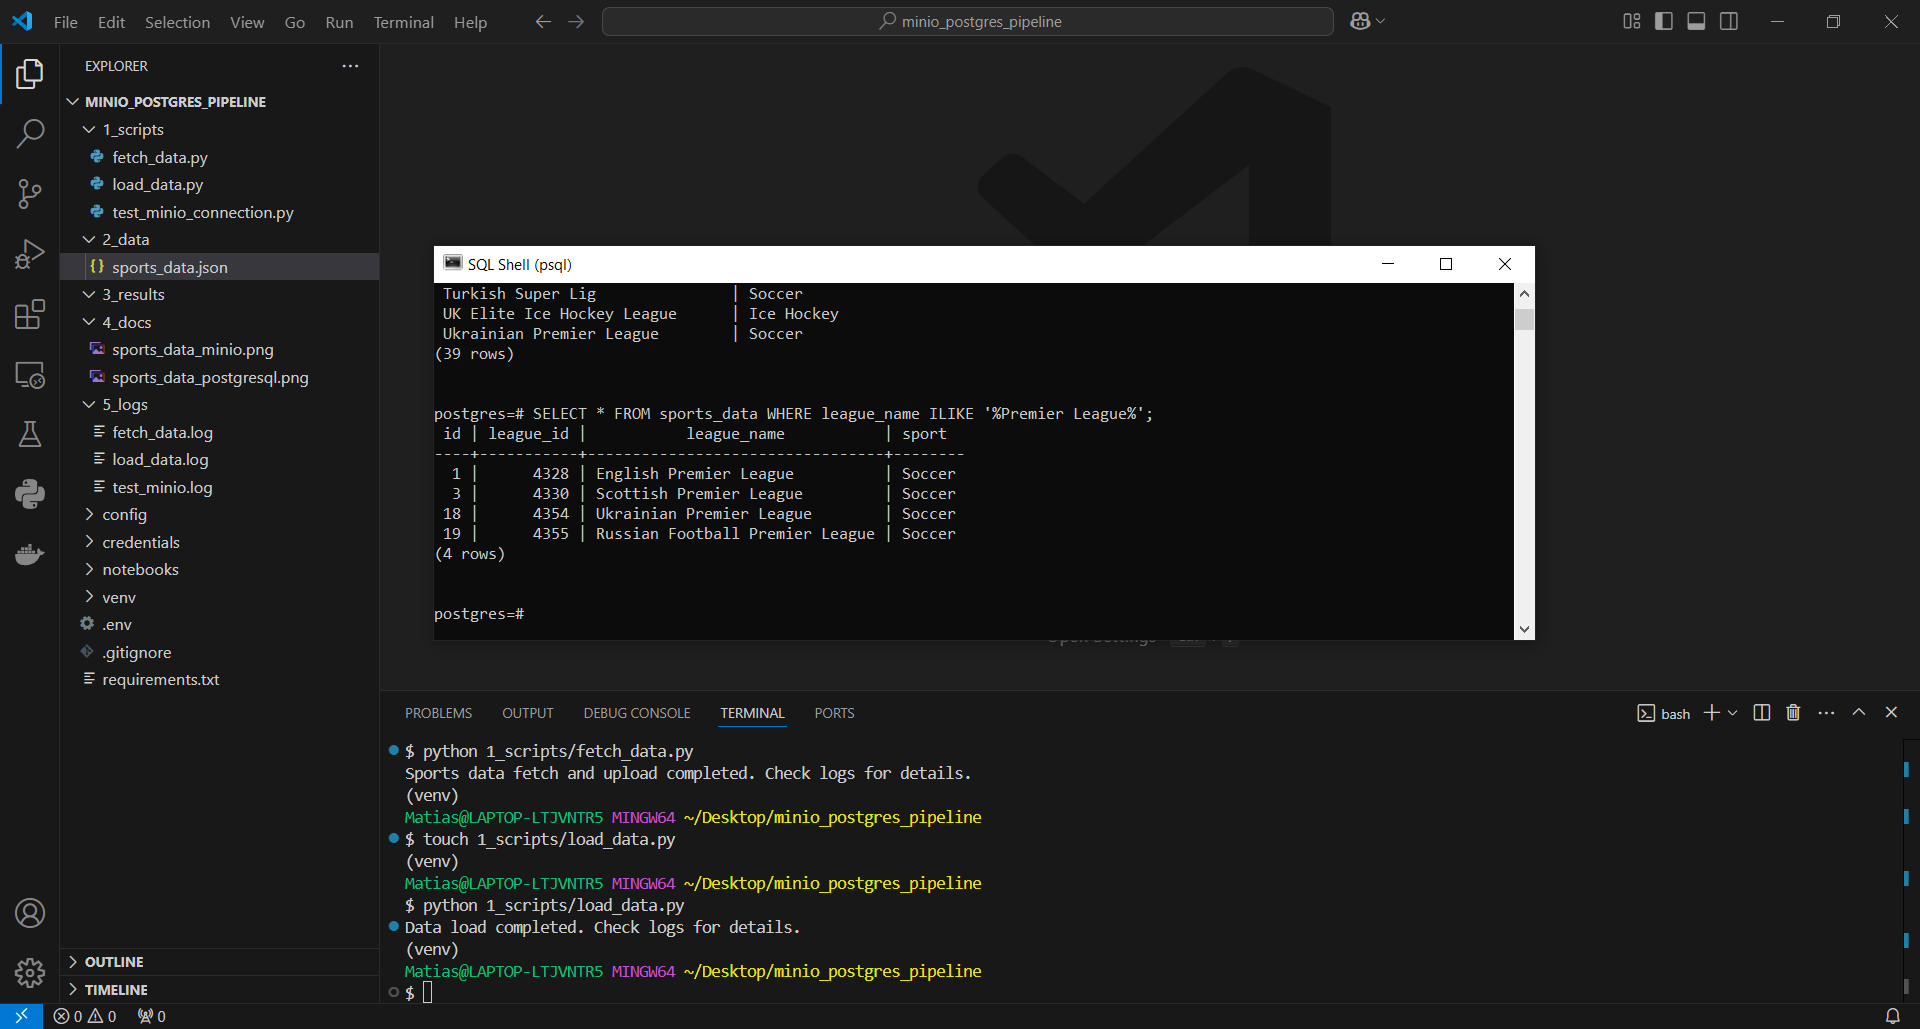 File Edit Selection View Go Run Terminal Help
minio_postgres_pipeline
EXPLORER
MINIO_POSTGRES_PIPELINE
1_scripts
fetch_data.py
load_data.py
test_minio_connection.py
2_data
{} sports_data.json
3_results
4_docs
sports_data_minio.png
sports_data_postgresql.png
5_logs
fetch_data.log
load_data.log
test_minio.log
config
credentials
notebooks
venv
.env
.gitignore
requirements.txt
OUTLINE
TIMELINE
SQL Shell (psql)
Turkish Super Lig | Soccer
UK Elite Ice Hockey League | Ice Hockey
Ukrainian Premier League | Soccer
(39 rows)
postgres=# SELECT * FROM sports_data WHERE league_name ILIKE '%Premier League%';
id | league_id | league_name | sport
----+-----------+---------------------------------+--------
1 | 4328 | English Premier League | Soccer
3 | 4330 | Scottish Premier League | Soccer
18 | 4354 | Ukrainian Premier League | Soccer
19 | 4355 | Russian Football Premier League | Soccer
(4 rows)
postgres=#
PROBLEMS OUTPUT DEBUG CONSOLE TERMINAL PORTS
bash
$ python 1_scripts/fetch_data.py
Sports data fetch and upload completed. Check logs for details.
(venv)
Matias@LAPTOP-LTJVNTR5 MINGW64 ~/Desktop/minio_postgres_pipeline
$ touch 1_scripts/load_data.py
(venv)
Matias@LAPTOP-LTJVNTR5 MINGW64 ~/Desktop/minio_postgres_pipeline
$ python 1_scripts/load_data.py
Data load completed. Check logs for details.
(venv)
Matias@LAPTOP-LTJVNTR5 MINGW64 ~/Desktop/minio_postgres_pipeline
$
0 0 0